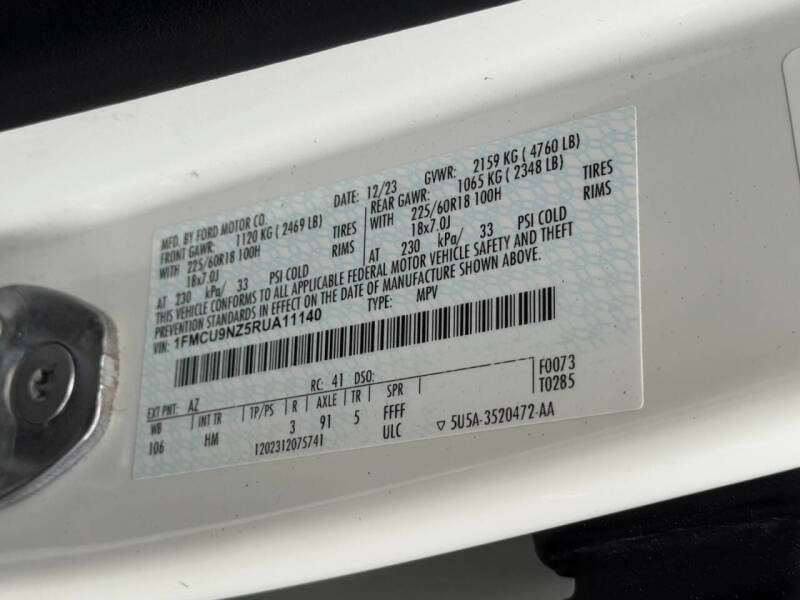 MFD. BY FORD MOTOR CO.
DATE: 12/23 GVWR: 2159 KG ( 4760 LB)
FRONT GAWR: 1120 KG ( 2469 LB) REAR GAWR: 1065 KG ( 2348 LB)
WITH 225/60R18 100H TIRES WITH 225/60R18 100H TIRES
18x7.0J RIMS 18x7.0J RIMS
AT 230 kPa/ 33 PSI COLD AT 230 kPa/ 33 PSI COLD
THIS VEHICLE CONFORMS TO ALL APPLICABLE FEDERAL MOTOR VEHICLE SAFETY AND THEFT
PREVENTION STANDARDS IN EFFECT ON THE DATE OF MANUFACTURE SHOWN ABOVE.
VIN: 1FMCU9NZ5RUA11140 TYPE: MPV
EXT PNT: AZ RC: 41 DSO: F0073
WB INT TR TP/PS R AXLE TR SPR T0285
106 HM 3 91 5 FFFF
1202312075741 ULC 5U5A-3520472-AA